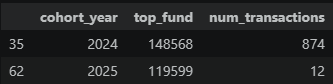 cohort_year top_fund num_transactions
35 2024 148568 874
62 2025 119599 12